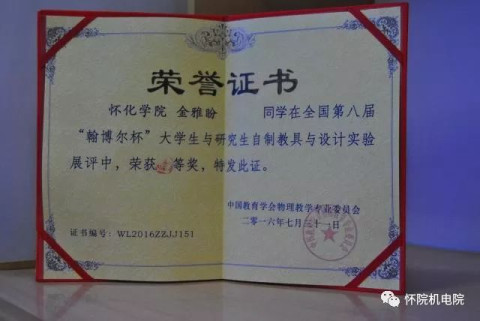 荣誉证书
怀化学院 金雅盼 同学在全国第八届
“翰博尔杯”大学生与研究生自制教具与设计实验
展评中，荣获等奖，特发此证。
中国教育学会物理教学专业委员会
二零一六年七月三十一日
证书编号：WL2016ZZJJ151
怀院机电院